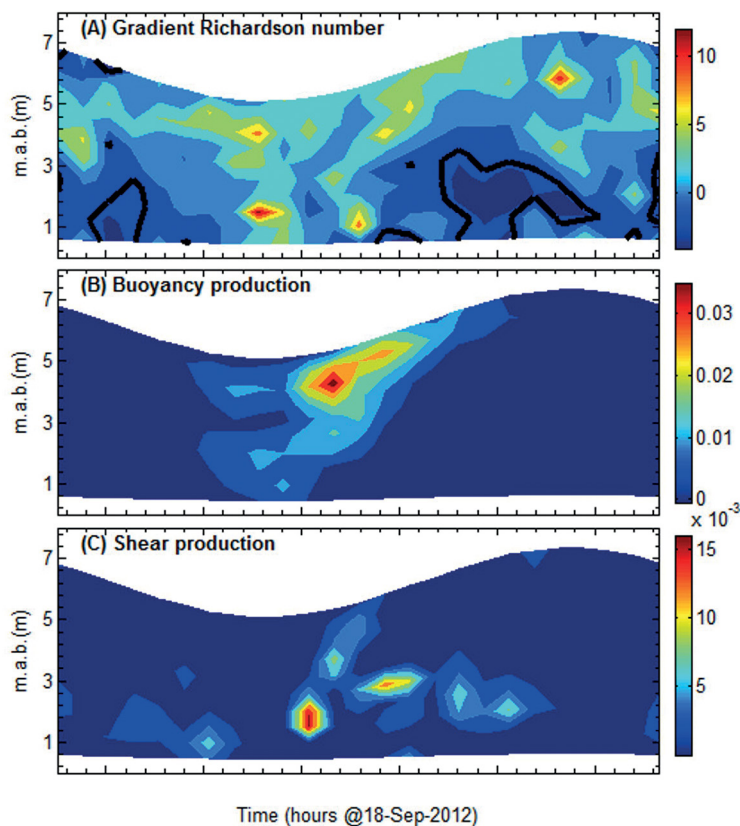 (A) Gradient Richardson number
7
5
3
1
m.a.b.(m)
10
5
0
(B) Buoyancy production
7
5
3
1
m.a.b.(m)
0.03
0.02
0.01
0
x 10⁻³
(C) Shear production
7
5
3
1
m.a.b.(m)
15
10
5
Time (hours @18-Sep-2012)